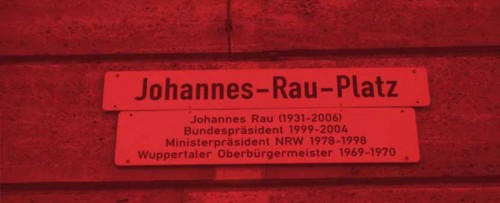 Johannes-Rau-Platz
Johannes Rau (1931-2006)
Bundespräsident 1999-2004
Ministerpräsident NRW 1978-1998
Wuppertaler Oberbürgermeister 1969-1970